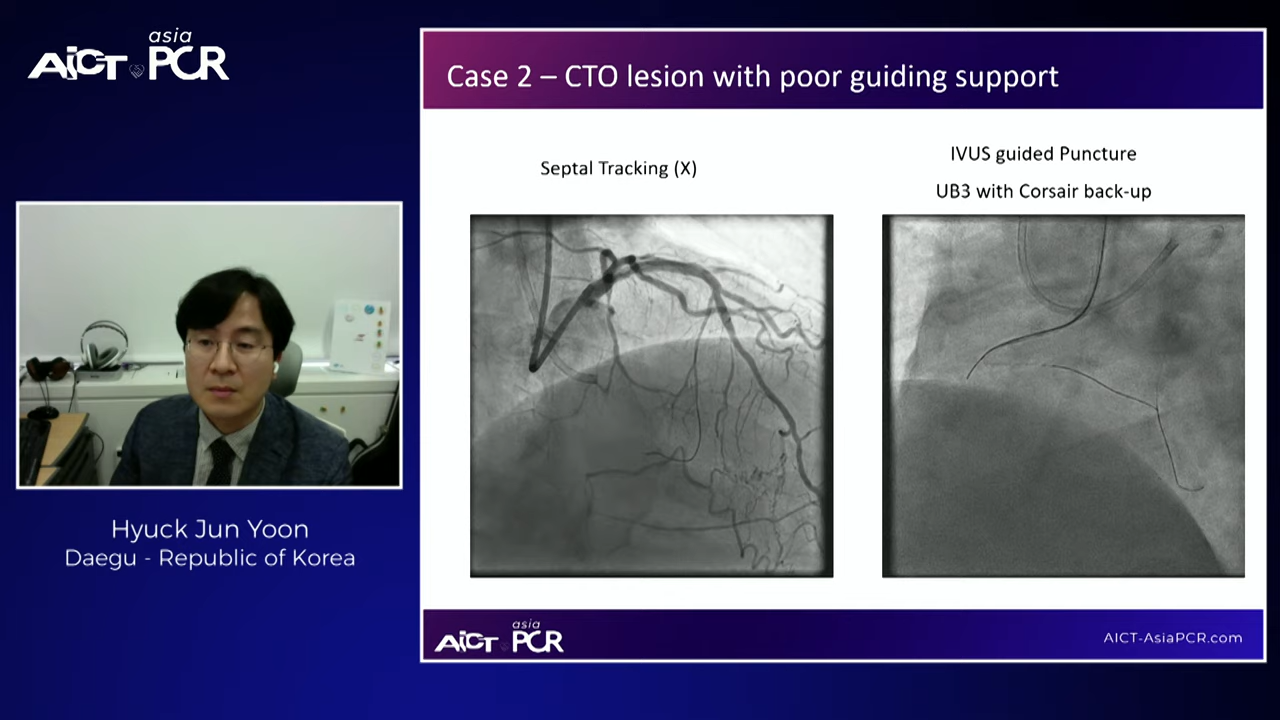 asia
AICT PCR
Case 2 – CTO lesion with poor guiding support
Septal Tracking (X)
IVUS guided Puncture
UB3 with Corsair back-up
Hyuck Jun Yoon
Daegu - Republic of Korea
asia
AICT PCR
AICT-AsiaPCR.com